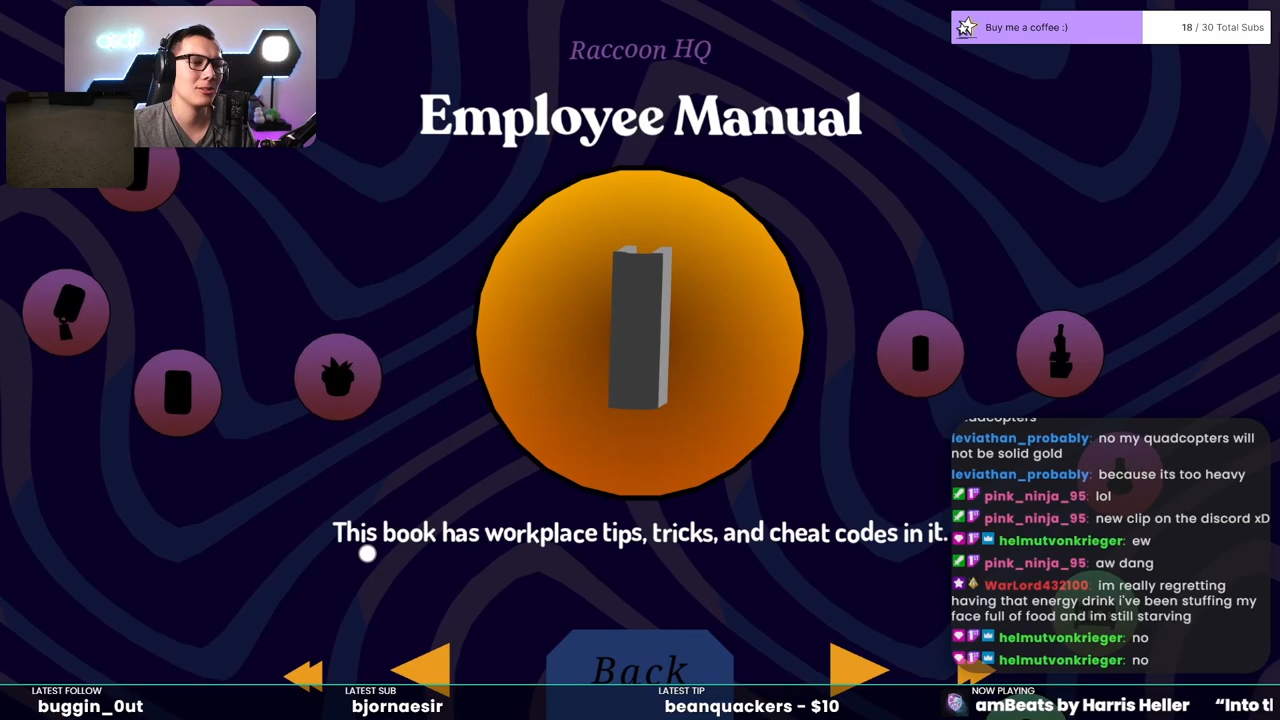 click
Buy me a coffee :)
18 / 30 Total Subs
Raccoon HQ
Employee Manual
This book has workplace tips, tricks, and cheat codes in it.
leviathan_probably: no my quadcopters will
not be solid gold
leviathan_probably: because its too heavy
pink_ninja_95: lol
pink_ninja_95: new clip on the discord xD
helmutvonkrieger: ew
pink_ninja_95: aw dang
WarLord432100: im really regretting
having that energy drink i've been stuffing my
face full of food and im still starving
helmutvonkrieger: no
helmutvonkrieger: no
Back
LATEST FOLLOW
buggin_0ut
LATEST SUB
bjornaesir
LATEST TIP
beanquackers - $10
NOW PLAYING
amBeats by Harris Heller “Into tl